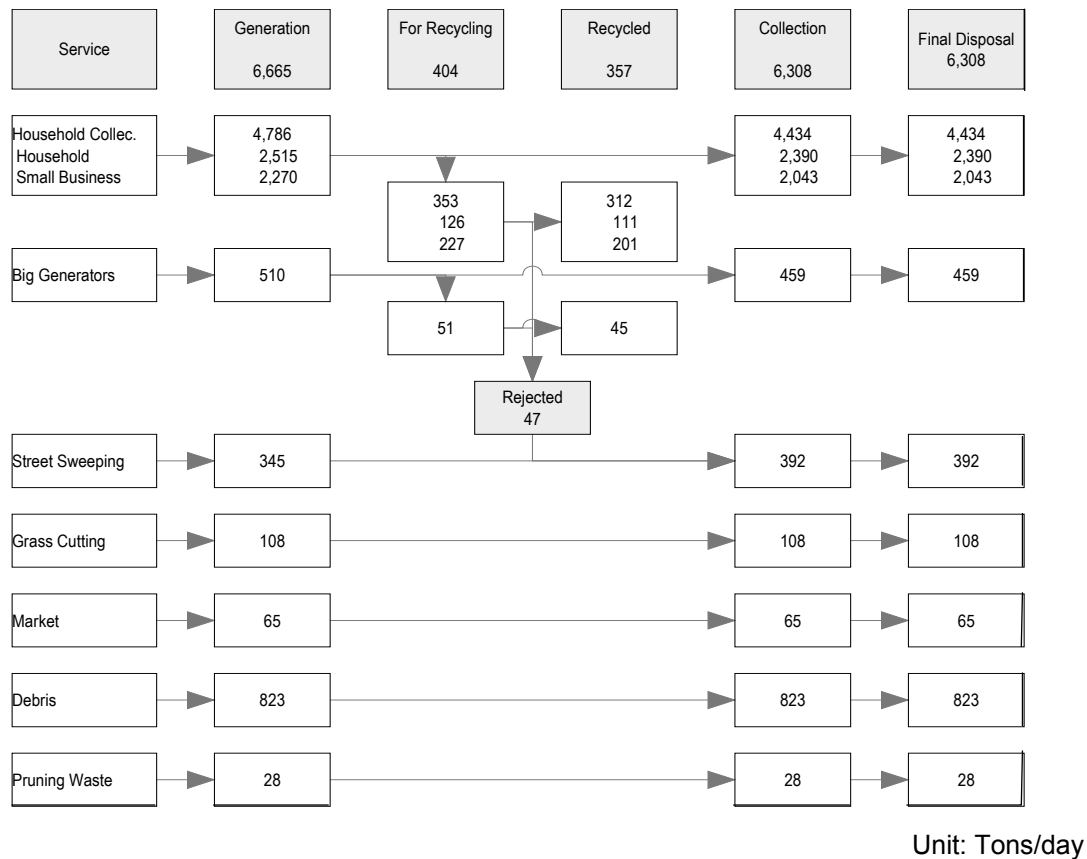 Service
Generation
6,665
For Recycling
404
Recycled
357
Collection
6,308
Final Disposal
6,308
Household Collec.
Household
Small Business
4,786
2,515
2,270
4,434
2,390
2,043
4,434
2,390
2,043
353
126
227
312
111
201
Big Generators
510
459
459
51
45
Rejected
47
Street Sweeping
345
392
392
Grass Cutting
108
108
108
Market
65
65
65
Debris
823
823
823
Pruning Waste
28
28
28
Unit: Tons/day